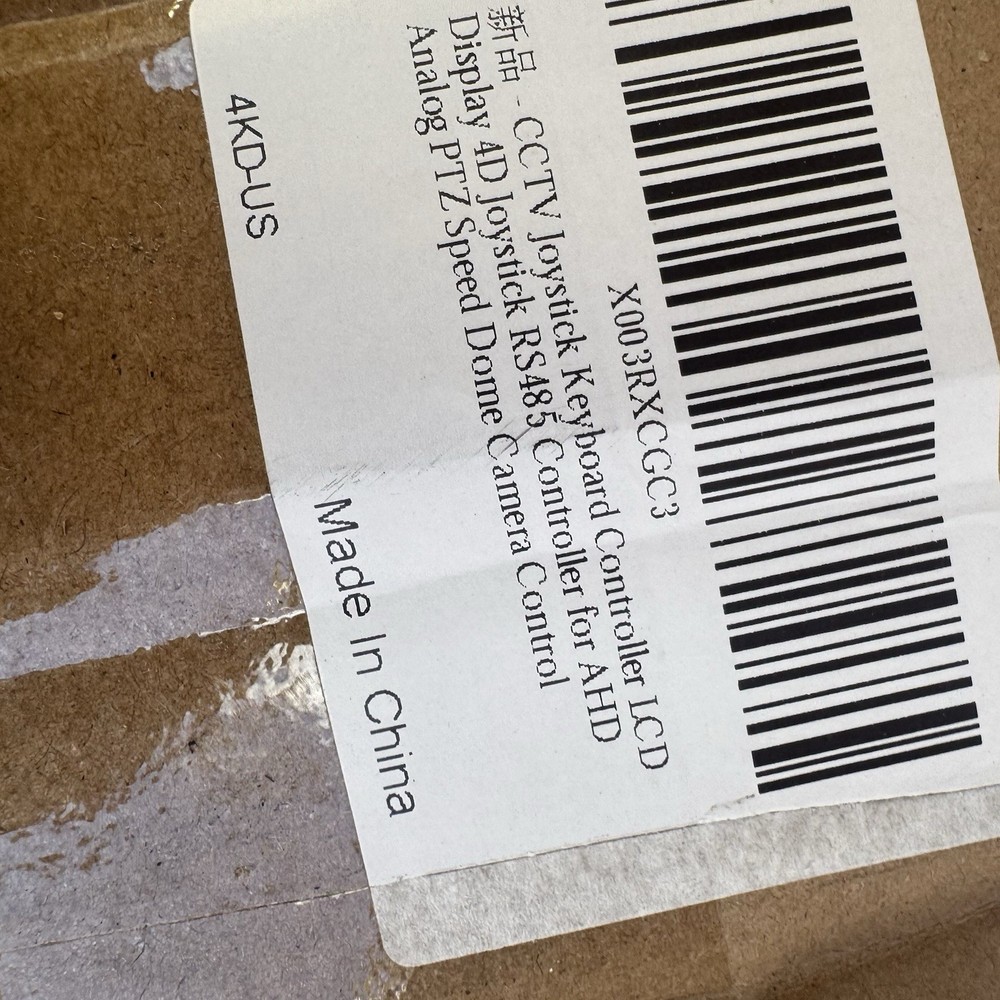 X003RXCGC3
新品 - CCTV Joystick Keyboard Controller LCD
Display 4D Joystick RS485 Controller for AHD
Analog PTZ Speed Dome Camera Control
4KD-US
Made In China